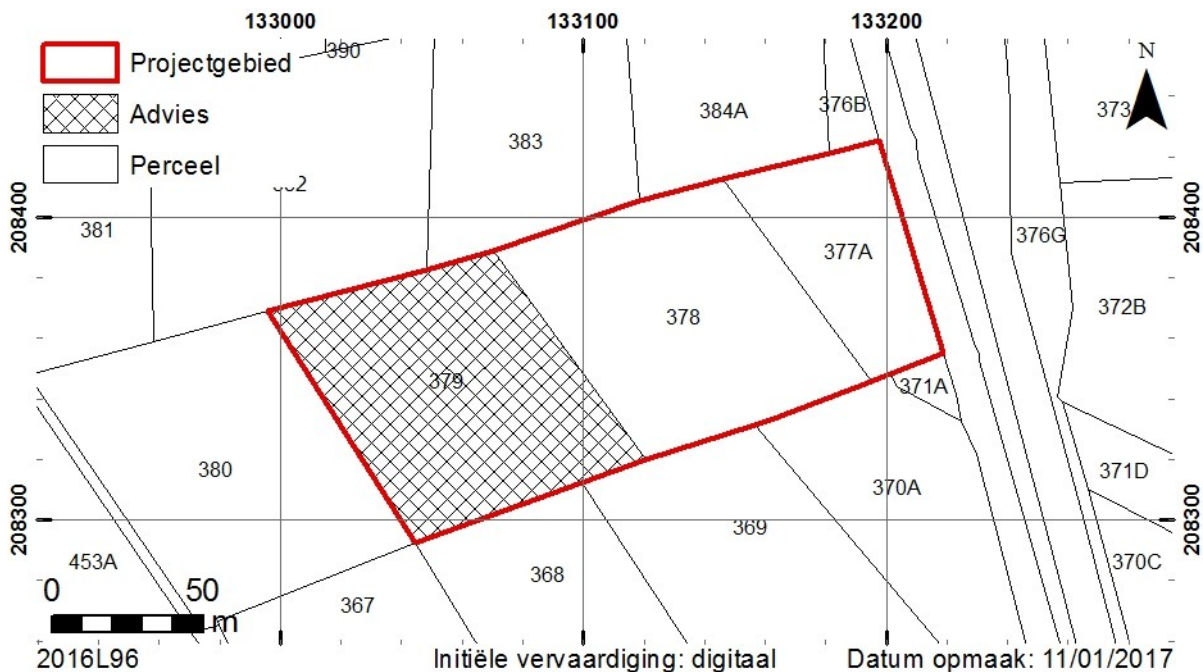 133000 133100 133200
Projectgebied
Advies
Perceel
N
390
383
384A
376B
373
381
377A
376G
372B
378
379
371A
380
371D
370A
369
453A
368
367
370C
208400 208400
208300 208300
0 50
m
2016L96 Initiële vervaardiging: digitaal Datum opmaak: 11/01/2017